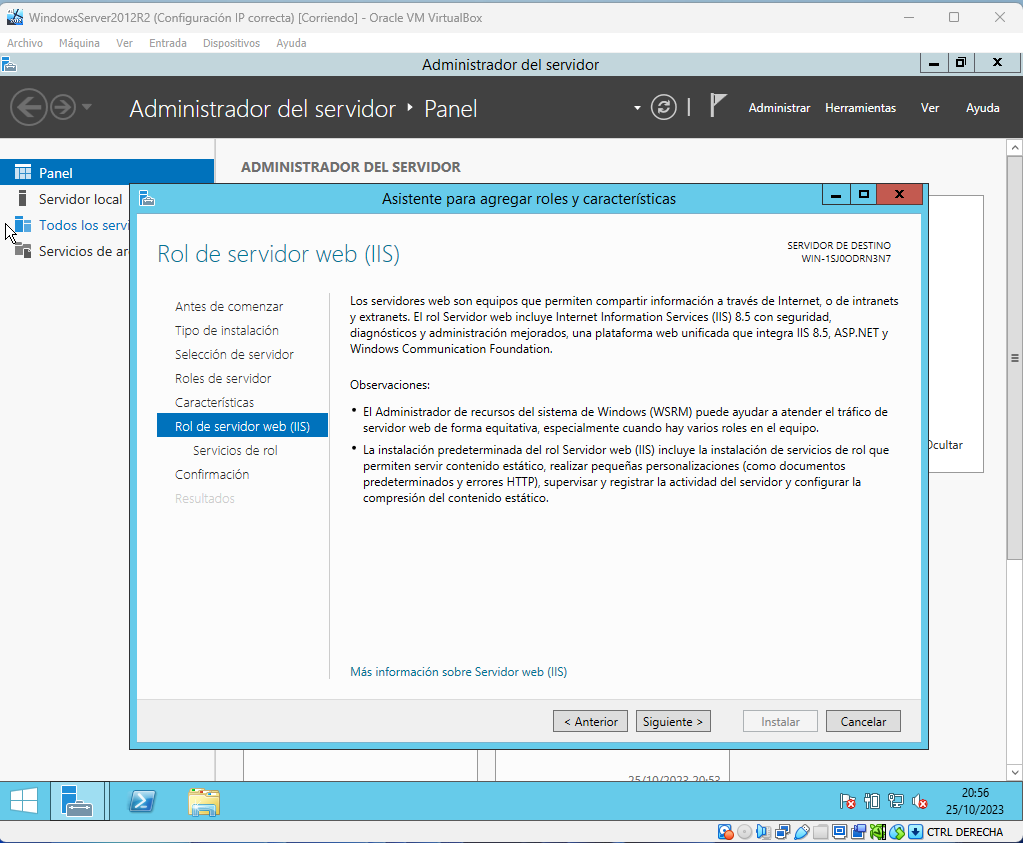 WindowsServer2012R2 (Configuración IP correcta) [Corriendo] - Oracle VM VirtualBox
Archivo Máquina Ver Entrada Dispositivos Ayuda
Administrador del servidor
Administrador del servidor Panel
Administrar Herramientas Ver Ayuda
Panel
Servidor local
Todos los servi
Servicios de ar
ADMINISTRADOR DEL SERVIDOR
Asistente para agregar roles y características
Rol de servidor web (IIS)
SERVIDOR DE DESTINO
WIN-1SJ0ODRN3N7
Antes de comenzar
Tipo de instalación
Selección de servidor
Roles de servidor
Características
Rol de servidor web (IIS)
Servicios de rol
Confirmación
Resultados
Los servidores web son equipos que permiten compartir información a través de Internet, o de intranets
y extranets. El rol Servidor web incluye Internet Information Services (IIS) 8.5 con seguridad,
diagnósticos y administración mejorados, una plataforma web unificada que integra IIS 8.5, ASP.NET y
Windows Communication Foundation.
Observaciones:
• El Administrador de recursos del sistema de Windows (WSRM) puede ayudar a atender el tráfico de
servidor web de forma equitativa, especialmente cuando hay varios roles en el equipo.
• La instalación predeterminada del rol Servidor web (IIS) incluye la instalación de servicios de rol que
permiten servir contenido estático, realizar pequeñas personalizaciones (como documentos
predeterminados y errores HTTP), supervisar y registrar la actividad del servidor y configurar la
compresión del contenido estático.
Más información sobre Servidor web (IIS)
Ocultar
< Anterior Siguiente > Instalar Cancelar
25/10/2023 20:53
20:56
25/10/2023
CTRL DERECHA